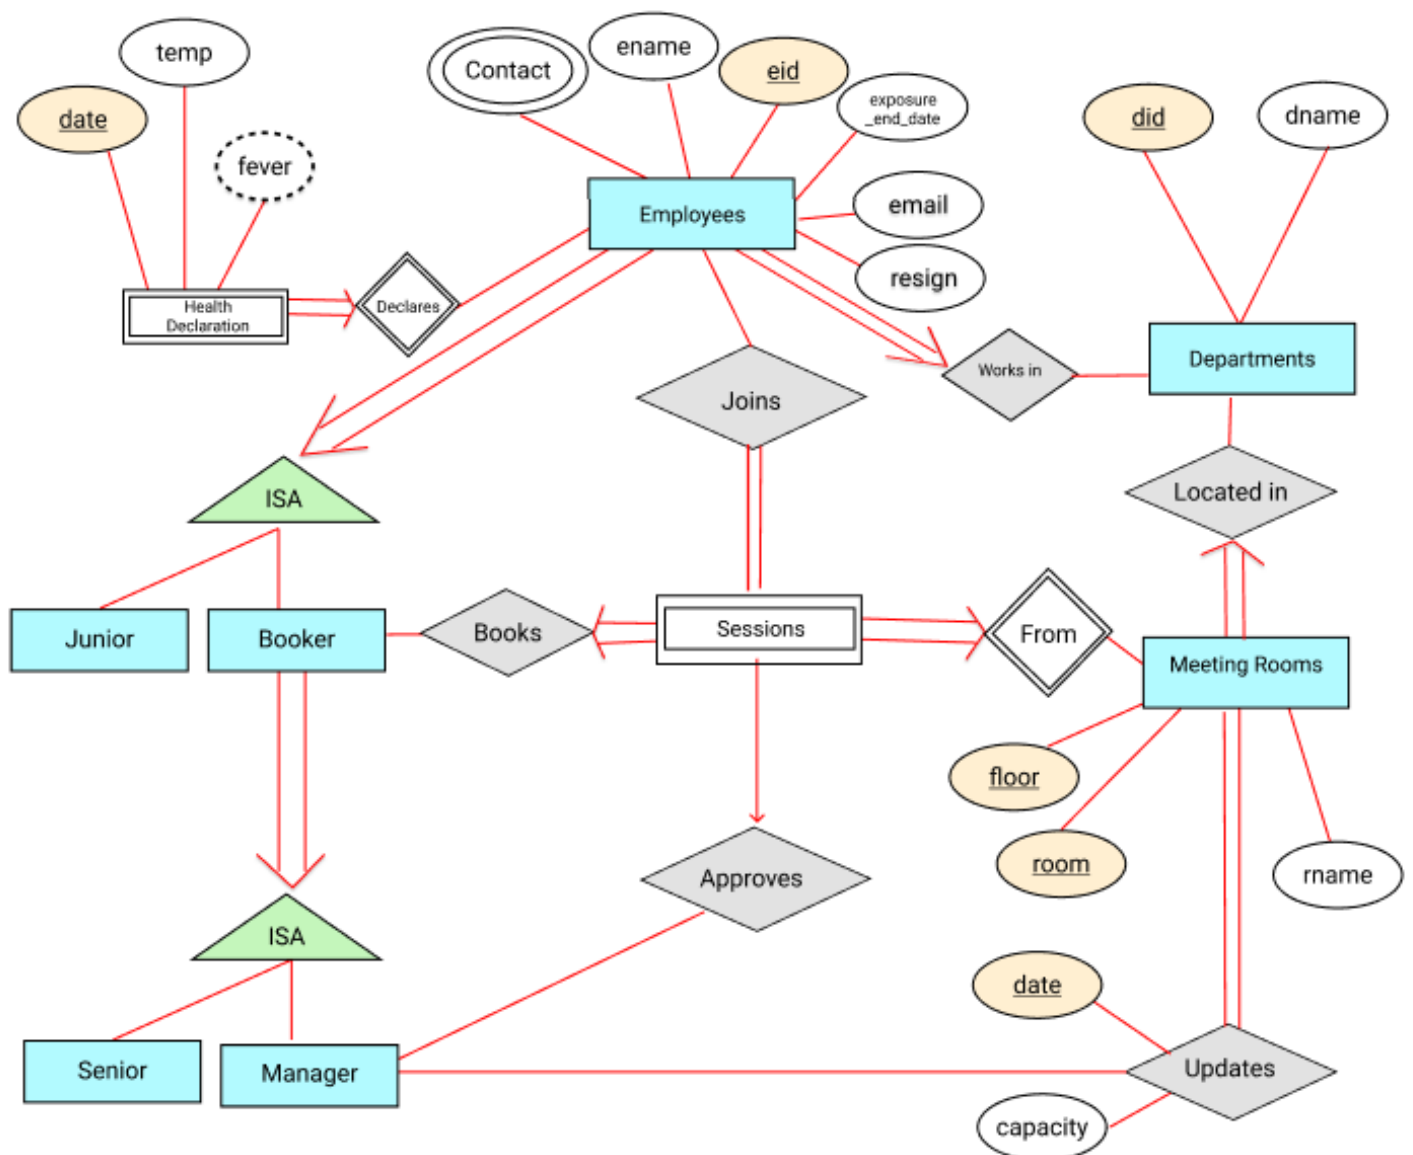 temp
Contact
ename
eid
exposure
_end_date
date
fever
did
dname
email
Employees
resign
Health
Declaration
Declares
Works in
Departments
Joins
Located in
ISA
Junior
Booker
Books
Sessions
From
Meeting Rooms
floor
room
rname
Approves
ISA
date
Senior
Manager
Updates
capacity